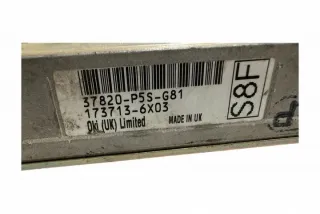 37820-P5S-G81
173713-6X03
Oki (UK) Limited
MADE IN UK
S8F